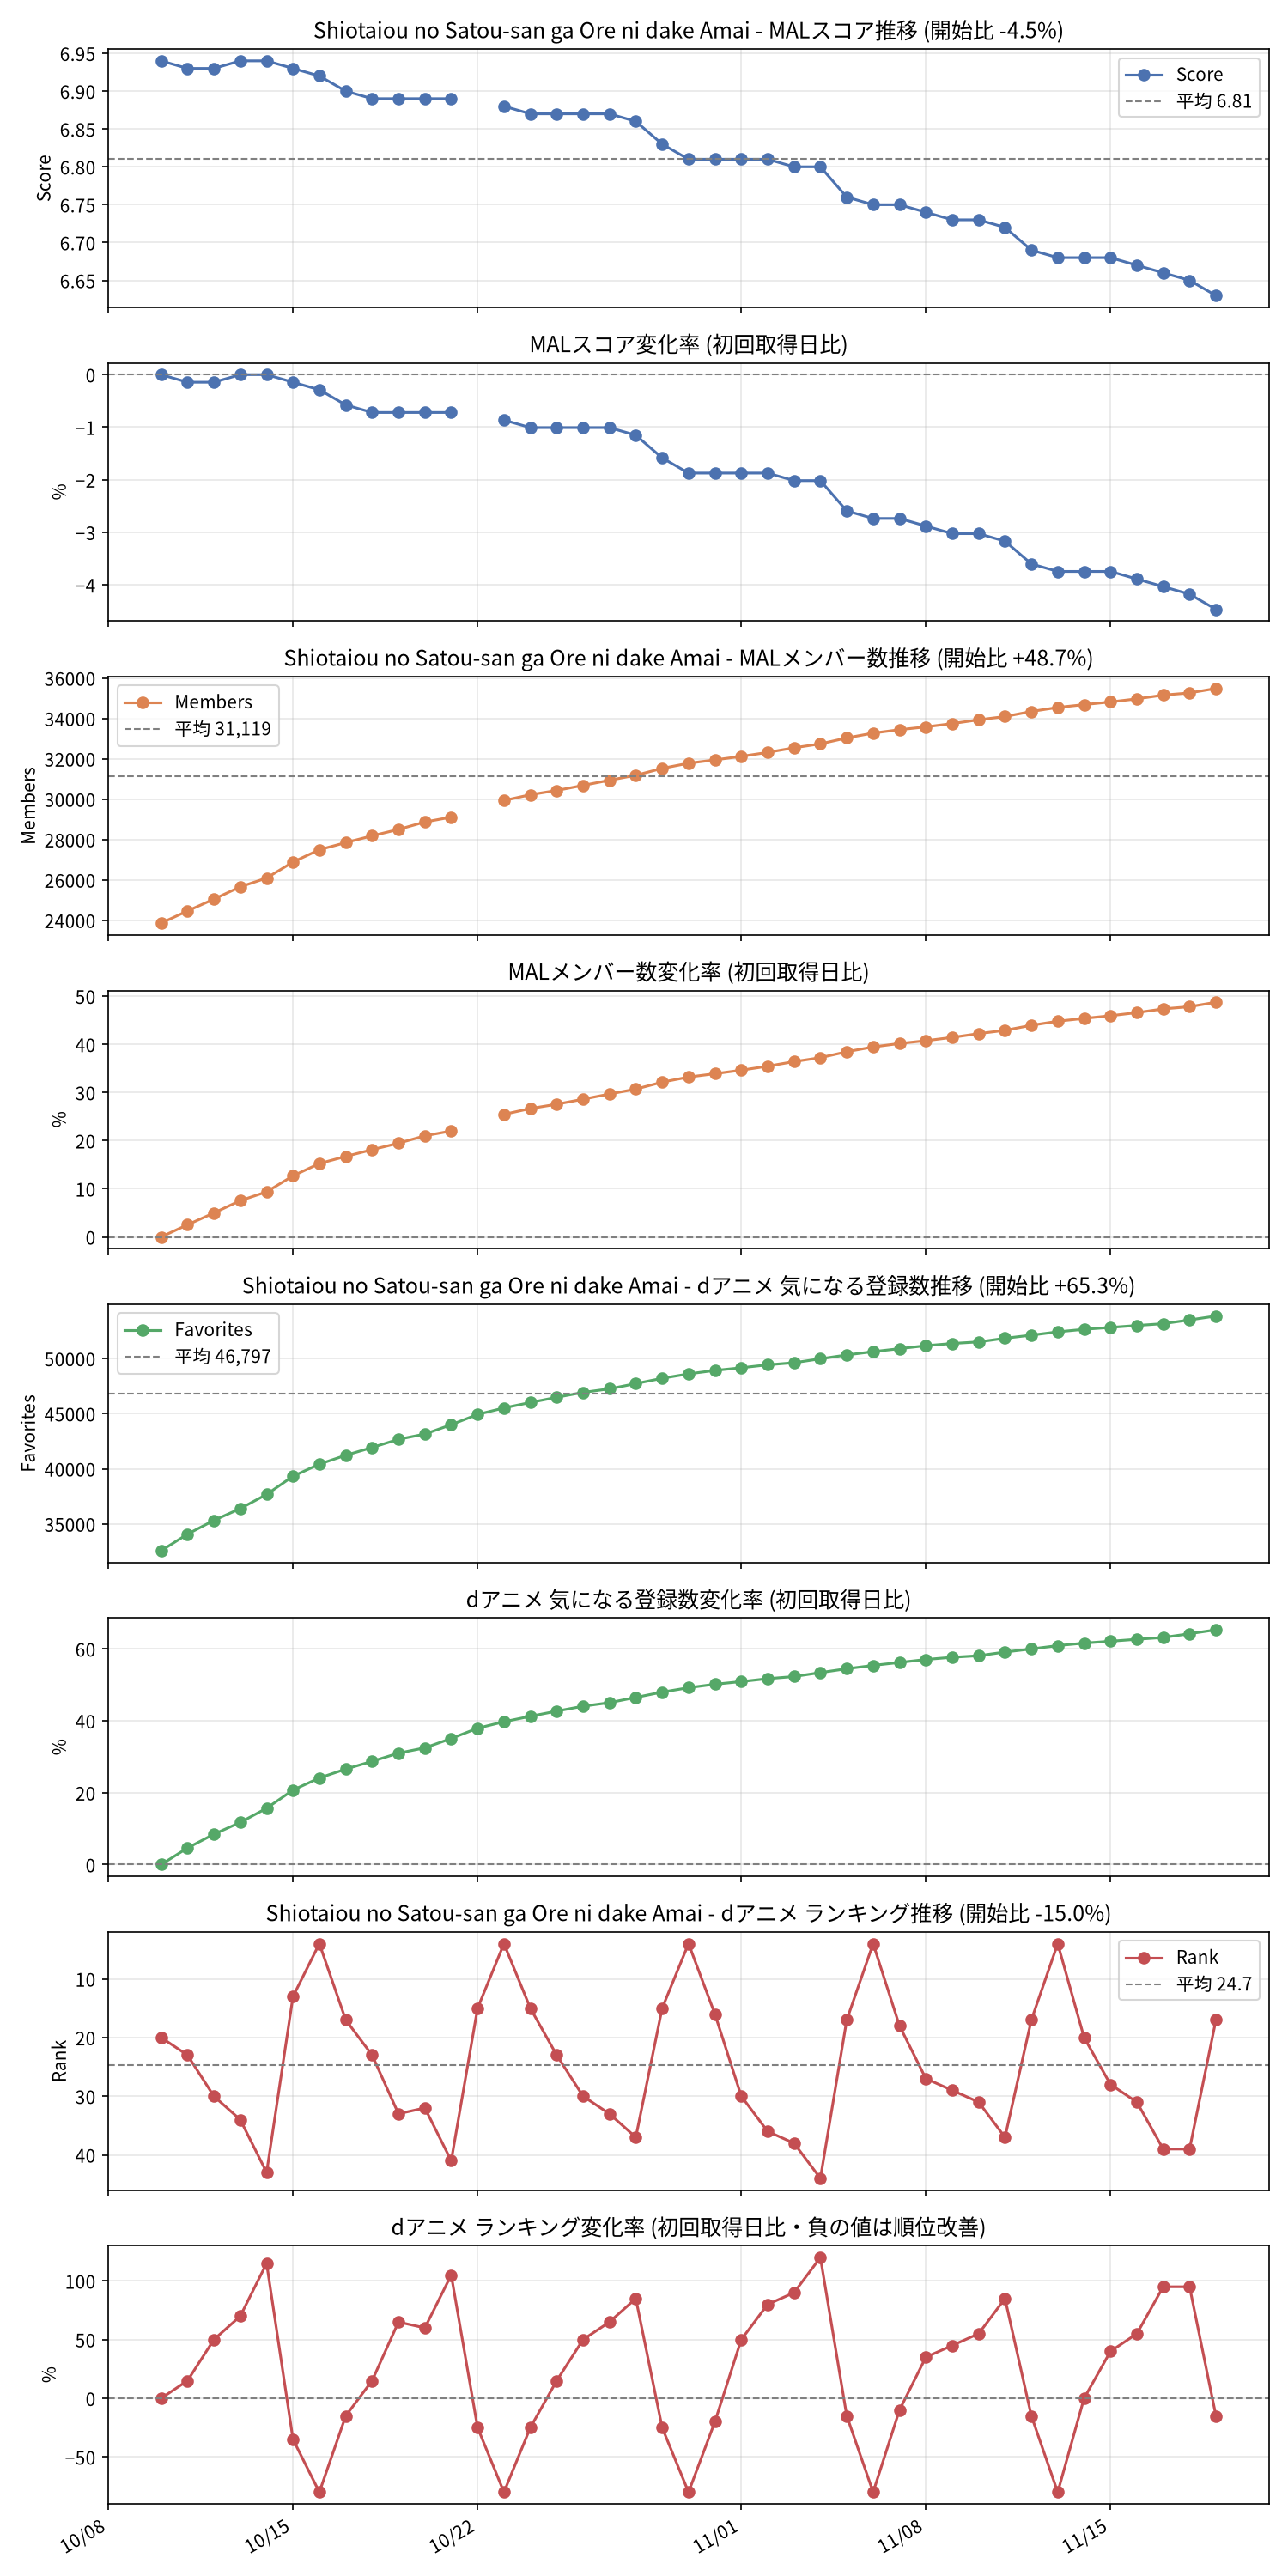 Shiotaiou no Satou-san ga Ore ni dake Amai - MALスコア推移 (開始比 -4.5%)
6.95
6.90
6.85
6.80
6.75
6.70
6.65
Score
Score
平均 6.81
MALスコア変化率 (初回取得日比)
0
−1
−2
−3
−4
%
Shiotaiou no Satou-san ga Ore ni dake Amai - MALメンバー数推移 (開始比 +48.7%)
36000
34000
32000
30000
28000
26000
24000
Members
Members
平均 31,119
MALメンバー数変化率 (初回取得日比)
50
40
30
20
10
0
%
Shiotaiou no Satou-san ga Ore ni dake Amai - dアニメ 気になる登録数推移 (開始比 +65.3%)
50000
45000
40000
35000
Favorites
Favorites
平均 46,797
dアニメ 気になる登録数変化率 (初回取得日比)
60
40
20
0
%
Shiotaiou no Satou-san ga Ore ni dake Amai - dアニメ ランキング推移 (開始比 -15.0%)
10
20
30
40
Rank
Rank
平均 24.7
dアニメ ランキング変化率 (初回取得日比・負の値は順位改善)
100
50
0
−50
%
10/08
10/15
10/22
11/01
11/08
11/15